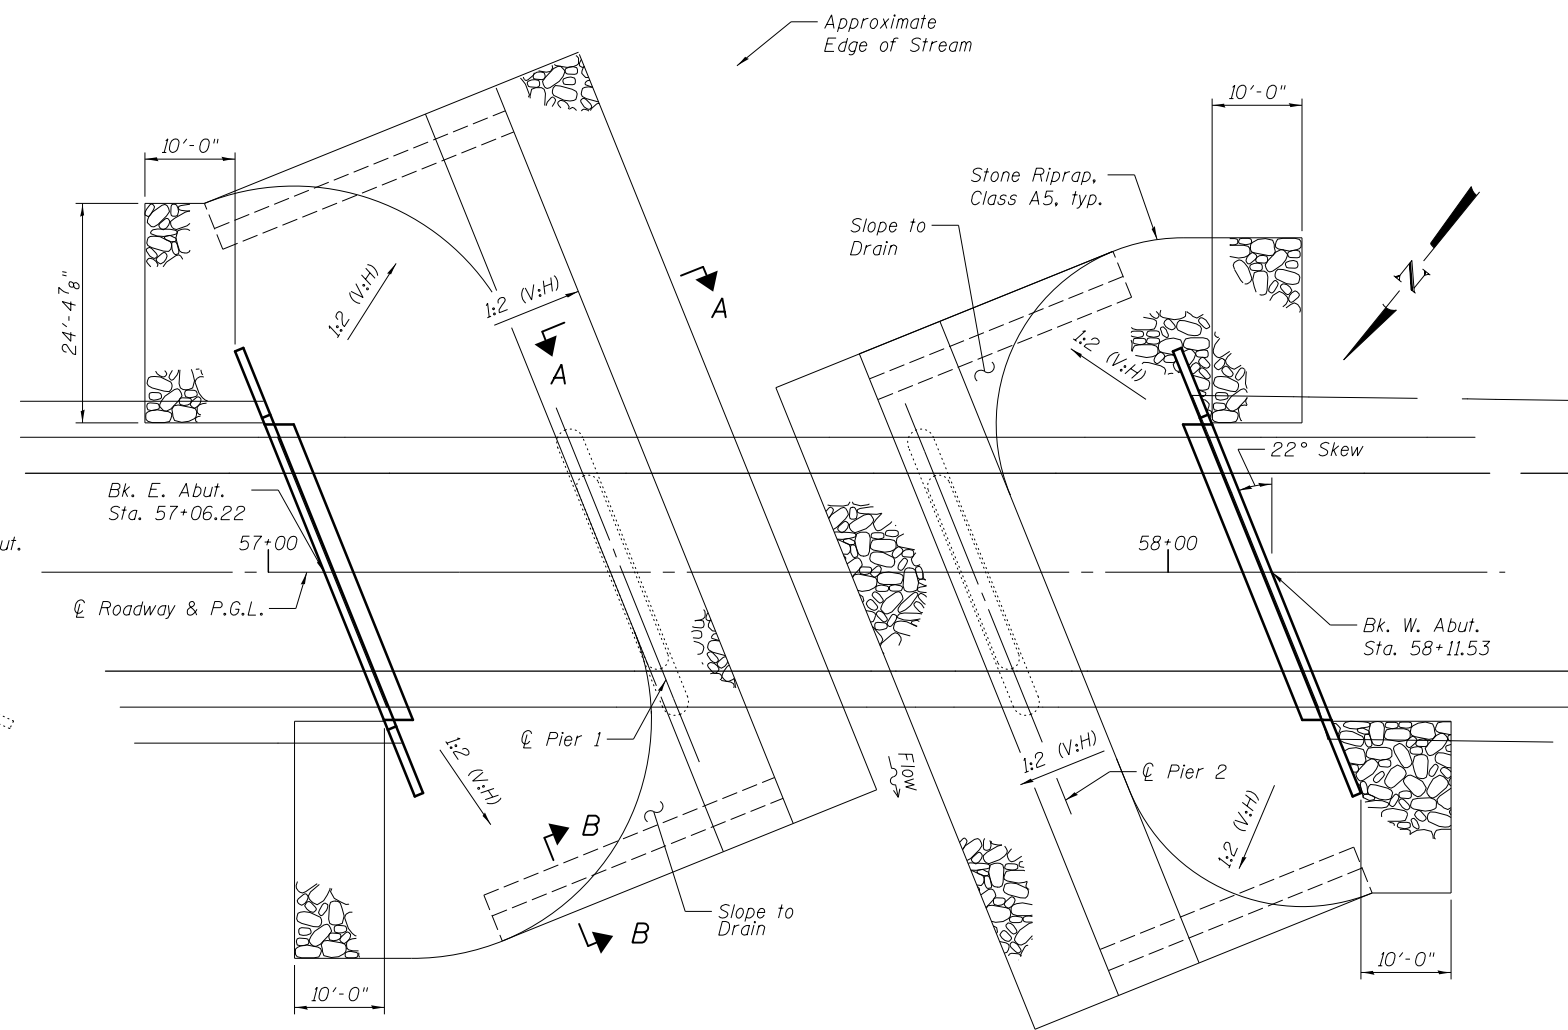 Approximate
Edge of Stream
10'-0"
10'-0"
Stone Riprap,
Class A5, typ.
Slope to
Drain
24'-4 7/8"
1:2 (V:H)
1:2 (V:H)
1:2 (V:H)
A
A
N
22° Skew
Bk. E. Abut.
Sta. 57+06.22
ut.
57+00
58+00
℄ Roadway & P.G.L.
Bk. W. Abut.
Sta. 58+11.53
℄ Pier 1
1:2 (V:H)
1:2 (V:H)
Flow
℄ Pier 2
1:2 (V:H)
B
B
Slope to
Drain
10'-0"
10'-0"